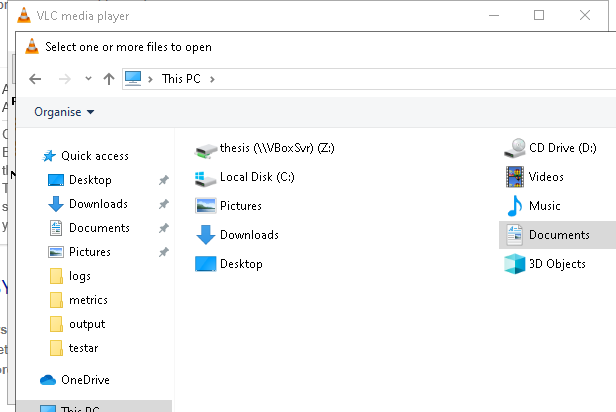 VLC media player
Select one or more files to open
This PC
Organise
Quick access
Desktop
Downloads
Documents
Pictures
logs
metrics
output
testar
OneDrive
This PC
thesis (\\VBoxSvr) (Z:)
CD Drive (D:)
Local Disk (C:)
Videos
Pictures
Music
Downloads
Documents
Desktop
3D Objects